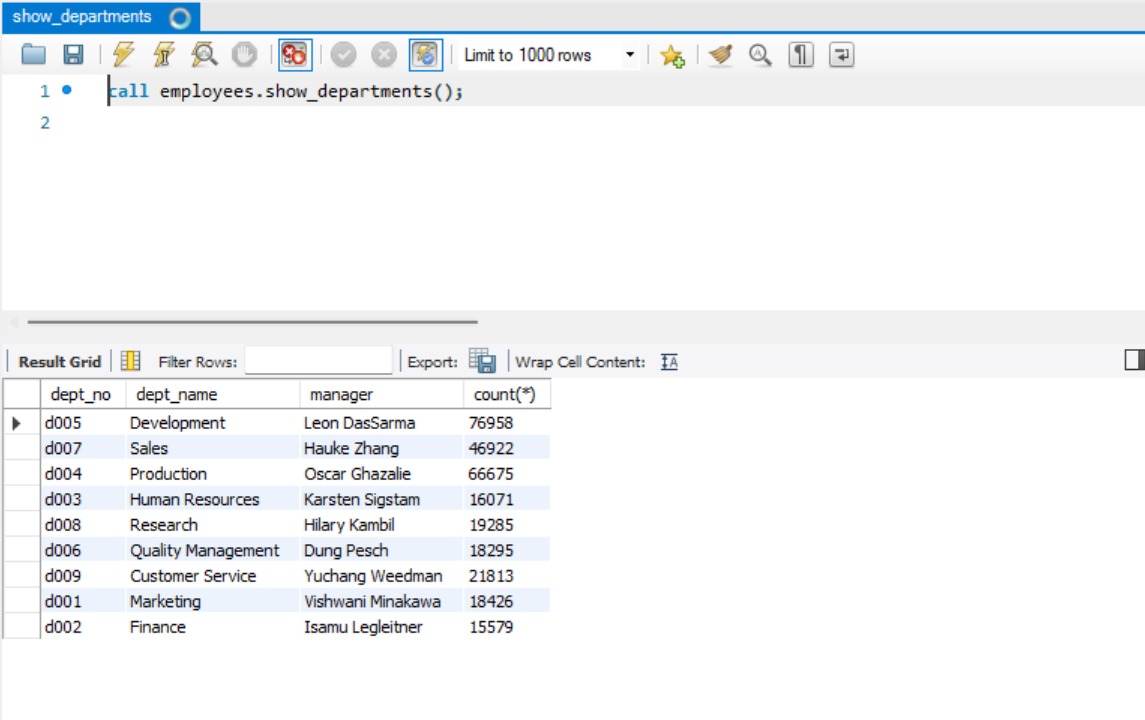 show_departments
Limit to 1000 rows
1 call employees.show_departments();
2
Result Grid Filter Rows: Export: Wrap Cell Content: IA
dept_no dept_name manager count(*)
d005 Development Leon DasSarma 76958
d007 Sales Hauke Zhang 46922
d004 Production Oscar Ghazalie 66675
d003 Human Resources Karsten Sigstam 16071
d008 Research Hilary Kambil 19285
d006 Quality Management Dung Pesch 18295
d009 Customer Service Yuchang Weedman 21813
d001 Marketing Vishwani Minakawa 18426
d002 Finance Isamu Legleitner 15579